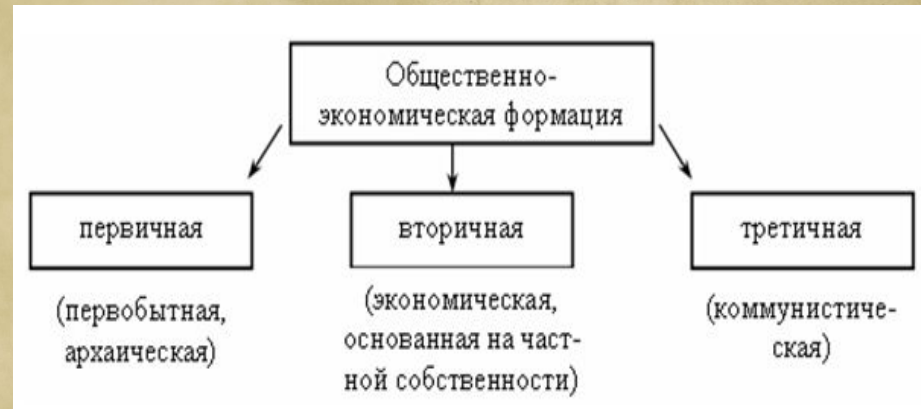 Общественно-
экономическая формация
первичная
вторичная
третичная
(первобытная,
архаическая)
(экономическая,
основанная на част-
ной собственности)
(коммунистиче-
ская)